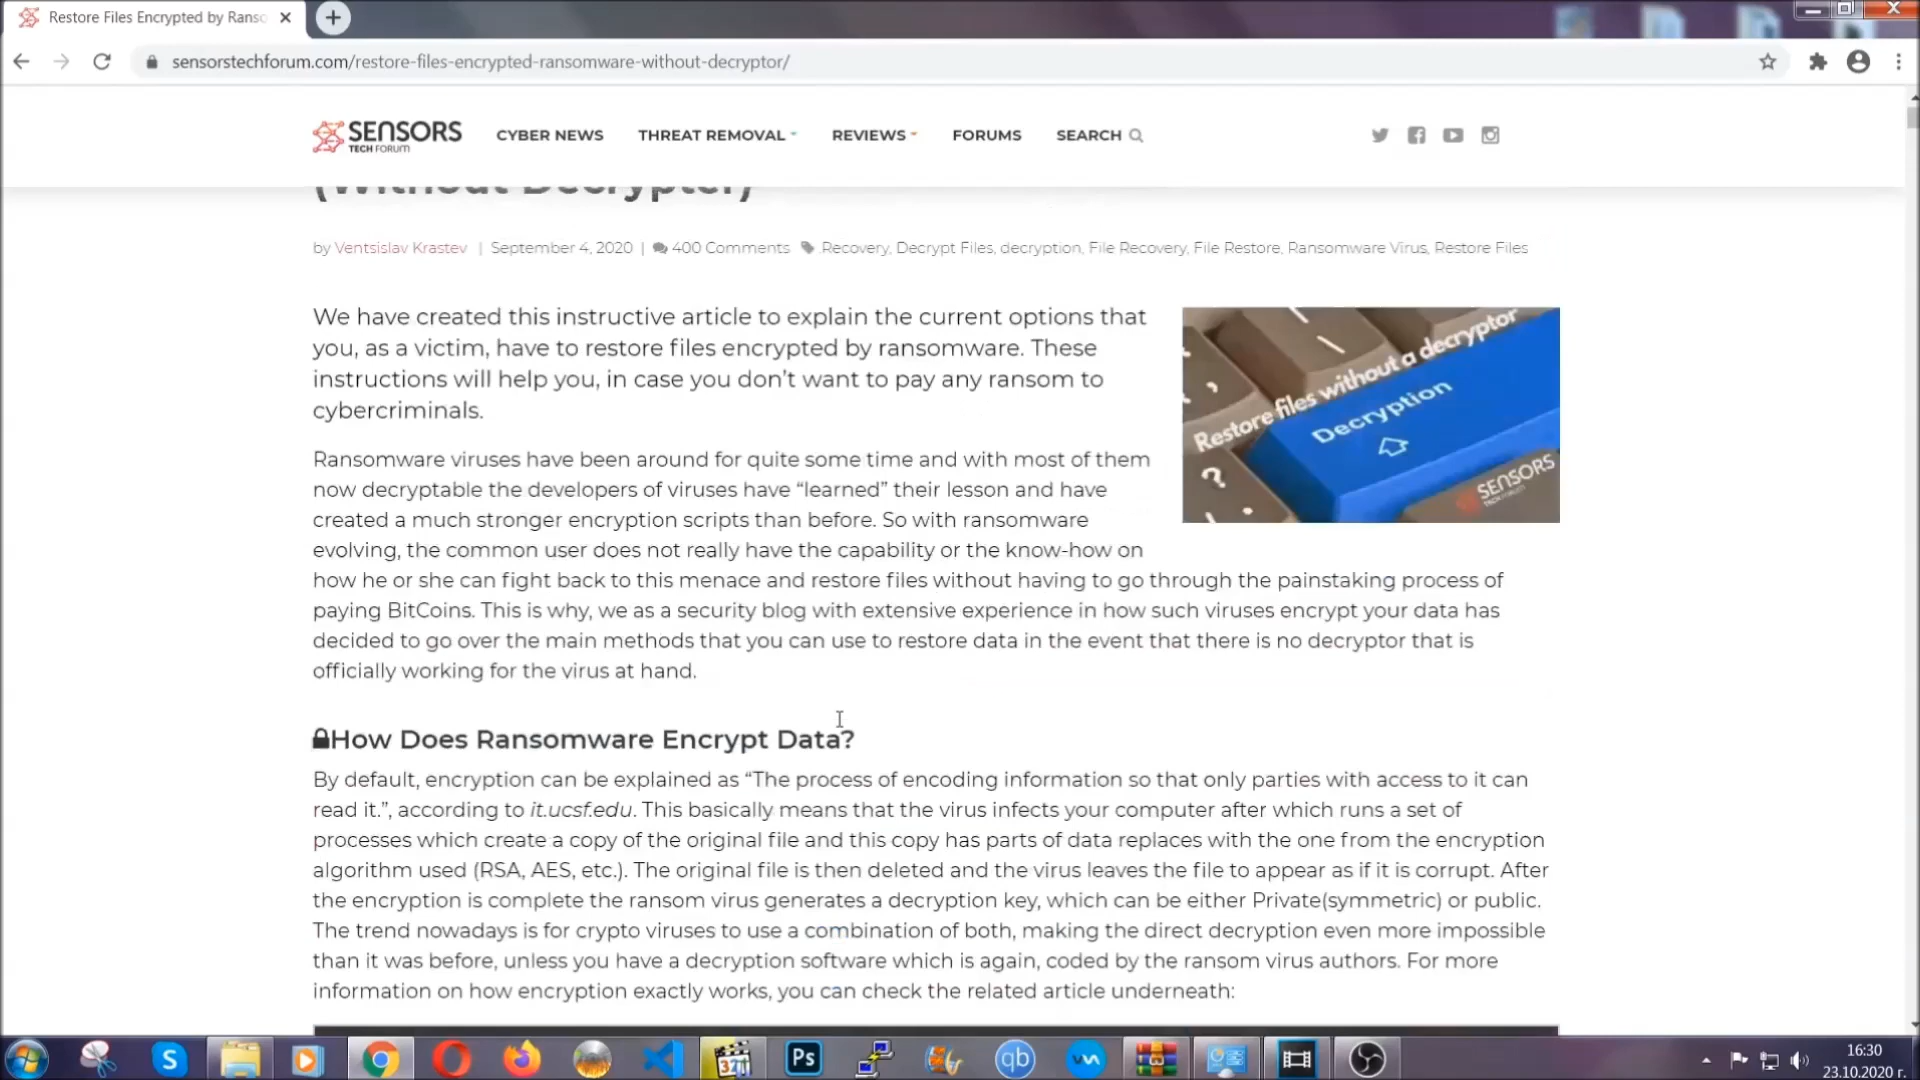 Restore Files Encrypted by Ranso
sensorstechforum.com/restore-files-encrypted-ransomware-without-decryptor/
SENSORS
TECH FORUM
CYBER NEWS THREAT REMOVAL REVIEWS FORUMS SEARCH
(Without Decrypter)
by Ventsislav Krastev | September 4, 2020 | 400 Comments Recovery, Decrypt Files, decryption, File Recovery, File Restore, Ransomware Virus, Restore Files
We have created this instructive article to explain the current options that
you, as a victim, have to restore files encrypted by ransomware. These
instructions will help you, in case you don't want to pay any ransom to
cybercriminals.
Restore files without a decryptor
Decryption
SENSORS
Ransomware viruses have been around for quite some time and with most of them
now decryptable the developers of viruses have “learned” their lesson and have
created a much stronger encryption scripts than before. So with ransomware
evolving, the common user does not really have the capability or the know-how on
how he or she can fight back to this menace and restore files without having to go through the painstaking process of
paying BitCoins. This is why, we as a security blog with extensive experience in how such viruses encrypt your data has
decided to go over the main methods that you can use to restore data in the event that there is no decryptor that is
officially working for the virus at hand.
How Does Ransomware Encrypt Data?
By default, encryption can be explained as “The process of encoding information so that only parties with access to it can
read it.”, according to it.ucsf.edu. This basically means that the virus infects your computer after which runs a set of
processes which create a copy of the original file and this copy has parts of data replaces with the one from the encryption
algorithm used (RSA, AES, etc.). The original file is then deleted and the virus leaves the file to appear as if it is corrupt. After
the encryption is complete the ransom virus generates a decryption key, which can be either Private(symmetric) or public.
The trend nowadays is for crypto viruses to use a combination of both, making the direct decryption even more impossible
than it was before, unless you have a decryption software which is again, coded by the ransom virus authors. For more
information on how encryption exactly works, you can check the related article underneath:
Ps
qb
16:30
23.10.2020 г.